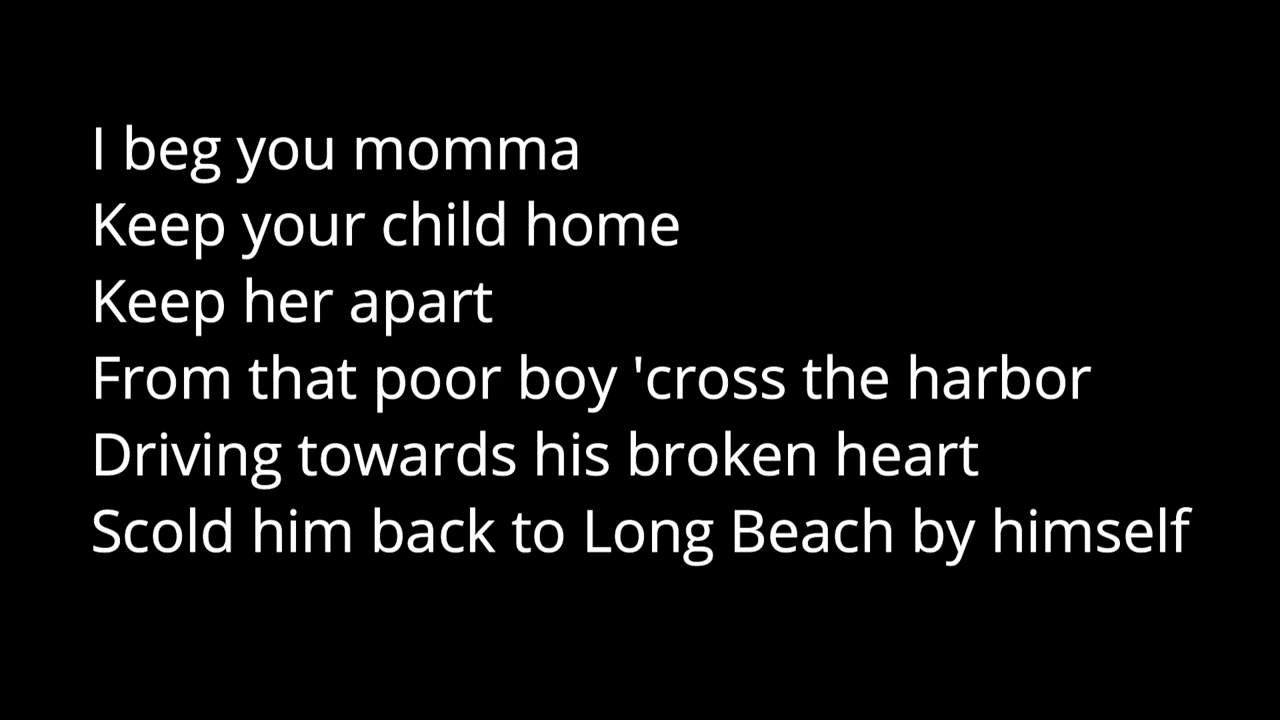 I beg you momma
Keep your child home
Keep her apart
From that poor boy 'cross the harbor
Driving towards his broken heart
Scold him back to Long Beach by himself